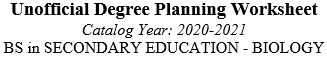 Unofficial Degree Planning Worksheet
Catalog Year: 2020-2021
BS in SECONDARY EDUCATION - BIOLOGY